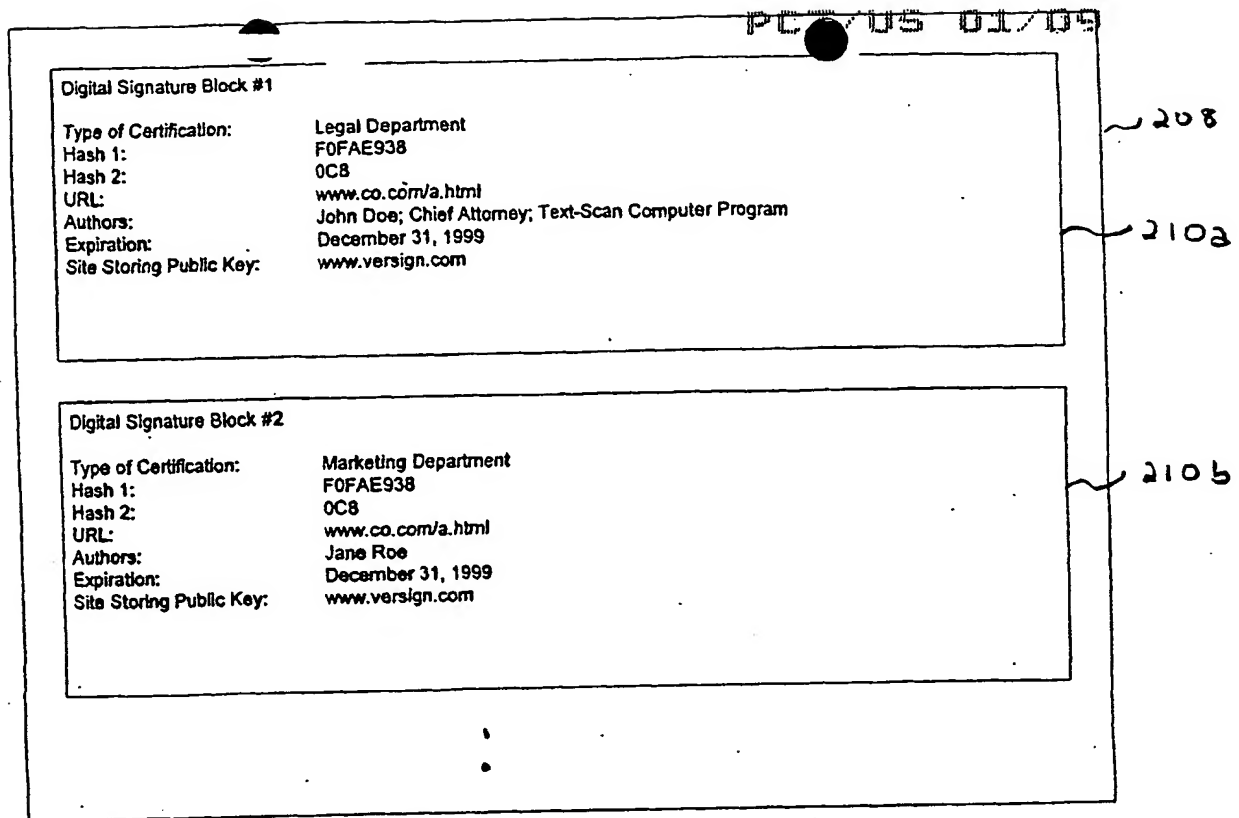 PCT/US 01/09
Digital Signature Block #1
Type of Certification: Legal Department
Hash 1: F0FAE938
Hash 2: 0C8
URL: www.co.com/a.html
Authors: John Doe; Chief Attorney; Text-Scan Computer Program
Expiration: December 31, 1999
Site Storing Public Key: www.versign.com
208
210a
Digital Signature Block #2
Type of Certification: Marketing Department
Hash 1: F0FAE938
Hash 2: 0C8
URL: www.co.com/a.html
Authors: Jane Roe
Expiration: December 31, 1999
Site Storing Public Key: www.versign.com
210b